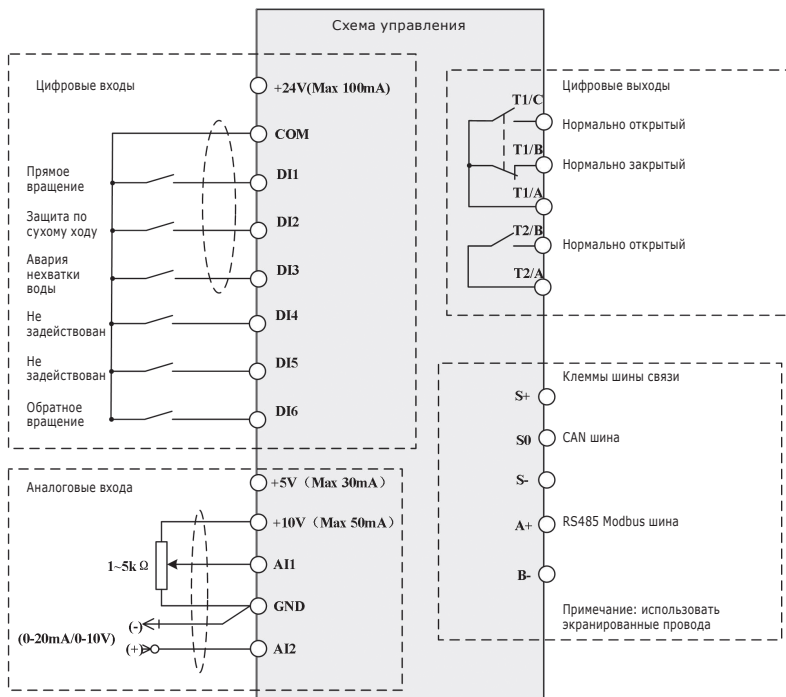 Схема управления
Цифровые входы
+24V(Max 100mA)
COM
Прямое
вращение
DI1
Защита по
сухому ходу
DI2
Авария
нехватки
воды
DI3
Не
задействован
DI4
Не
задействован
DI5
Обратное
вращение
DI6
Аналоговые входа
+5V (Max 30mA)
+10V (Max 50mA)
1~5k Ω
AI1
GND
(-)
(0-20mA/0-10V)
(+)
AI2
Цифровые выходы
T1/C
Нормально открытый
T1/B
Нормально закрытый
T1/A
T2/B
Нормально открытый
T2/A
Клеммы шины связи
S+
S0
CAN шина
S-
A+
RS485 Modbus шина
B-
Примечание: использовать
экранированные провода